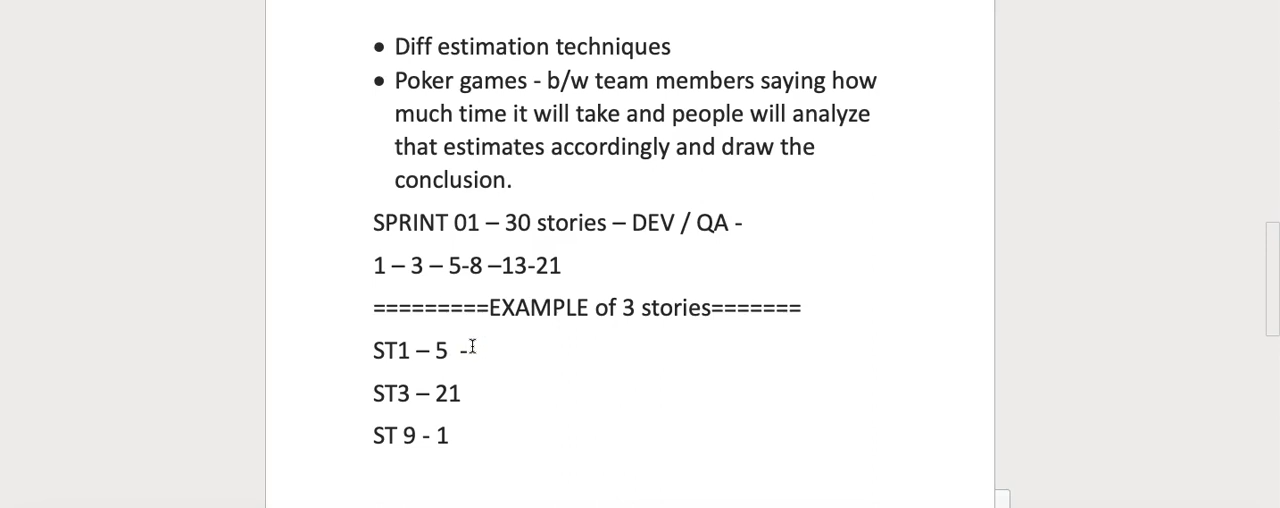 • Diff estimation techniques
• Poker games - b/w team members saying how
much time it will take and people will analyze
that estimates accordingly and draw the
conclusion.
SPRINT 01 – 30 stories – DEV / QA -
1 – 3 – 5-8 –13-21
=========EXAMPLE of 3 stories=======
ST1 – 5  -
ST3 – 21
ST 9 - 1